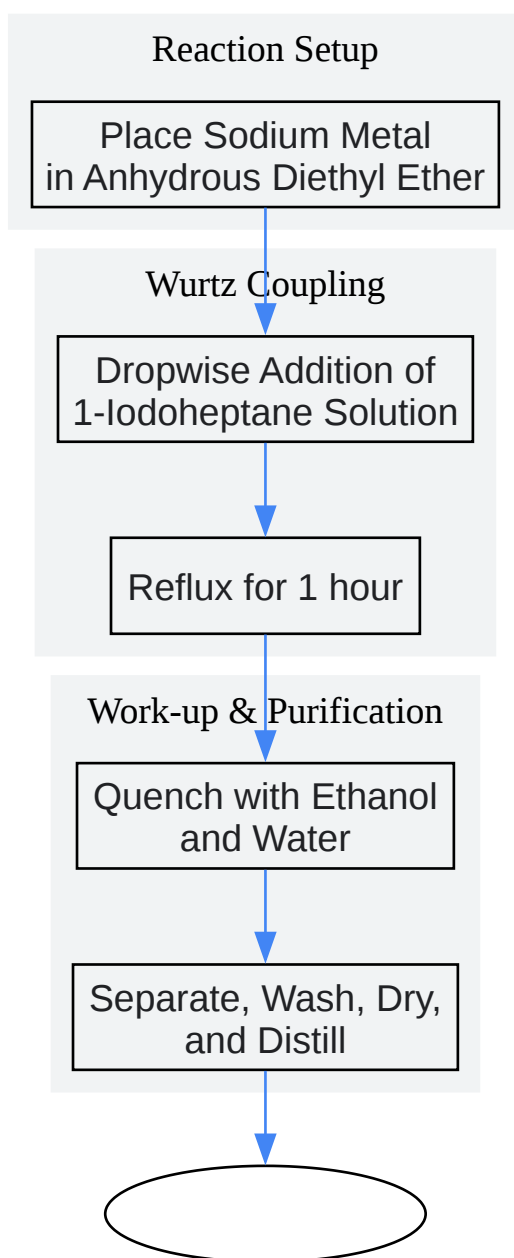 Reaction Setup
Place Sodium Metal
in Anhydrous Diethyl Ether
Wurtz Coupling
Dropwise Addition of
1-Iodoheptane Solution
Reflux for 1 hour
Work-up & Purification
Quench with Ethanol
and Water
Separate, Wash, Dry,
and Distill